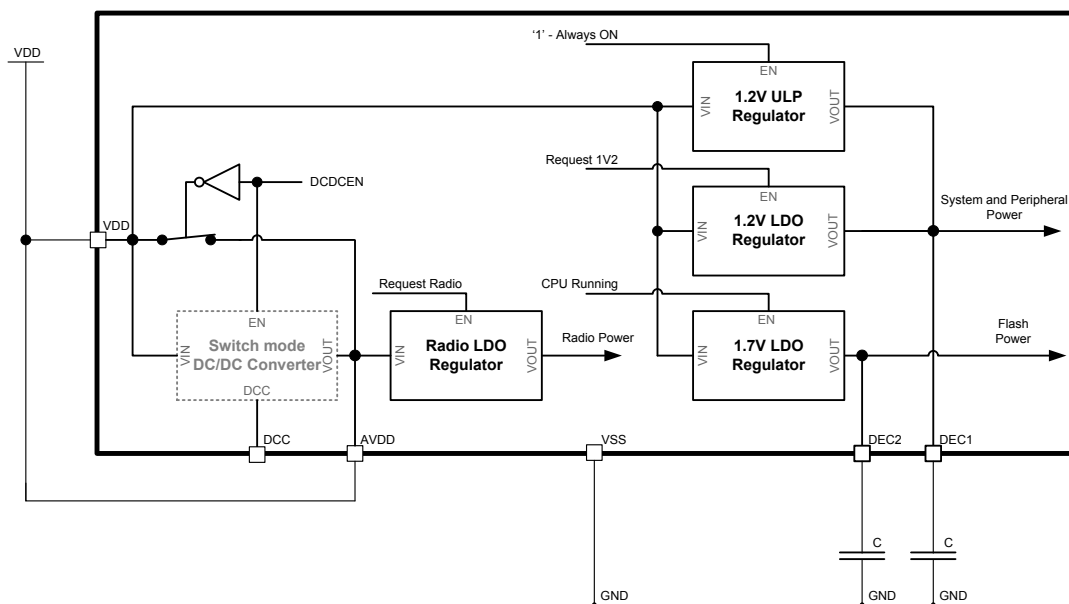 '1' - Always ON
VDD
EN
VIN
1.2V ULP
Regulator
VOUT
Request 1V2
DCDCEN
EN
VIN
1.2V LDO
Regulator
VOUT
System and Peripheral
Power
VDD
Request Radio
CPU Running
EN
VIN
Switch mode
DC/DC Converter
VOUT
DCC
EN
VIN
Radio LDO
Regulator
VOUT
Radio Power
EN
VIN
1.7V LDO
Regulator
VOUT
Flash
Power
DCC
AVDD
VSS
DEC2
DEC1
C
C
GND
GND
GND